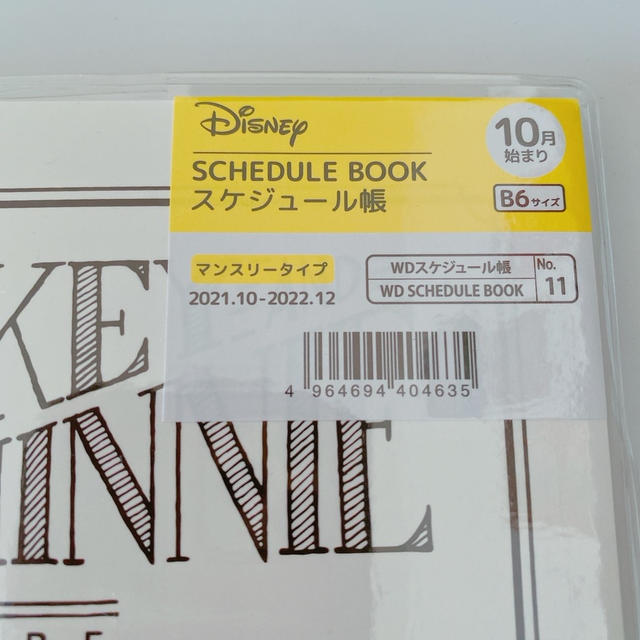 Disney
SCHEDULE BOOK
スケジュール帳
10月
始まり
B6サイズ
マンスリータイプ
2021.10-2022.12
WDスケジュール帳
WD SCHEDULE BOOK
No.
11
4 964694 404635
KEY
INNIE